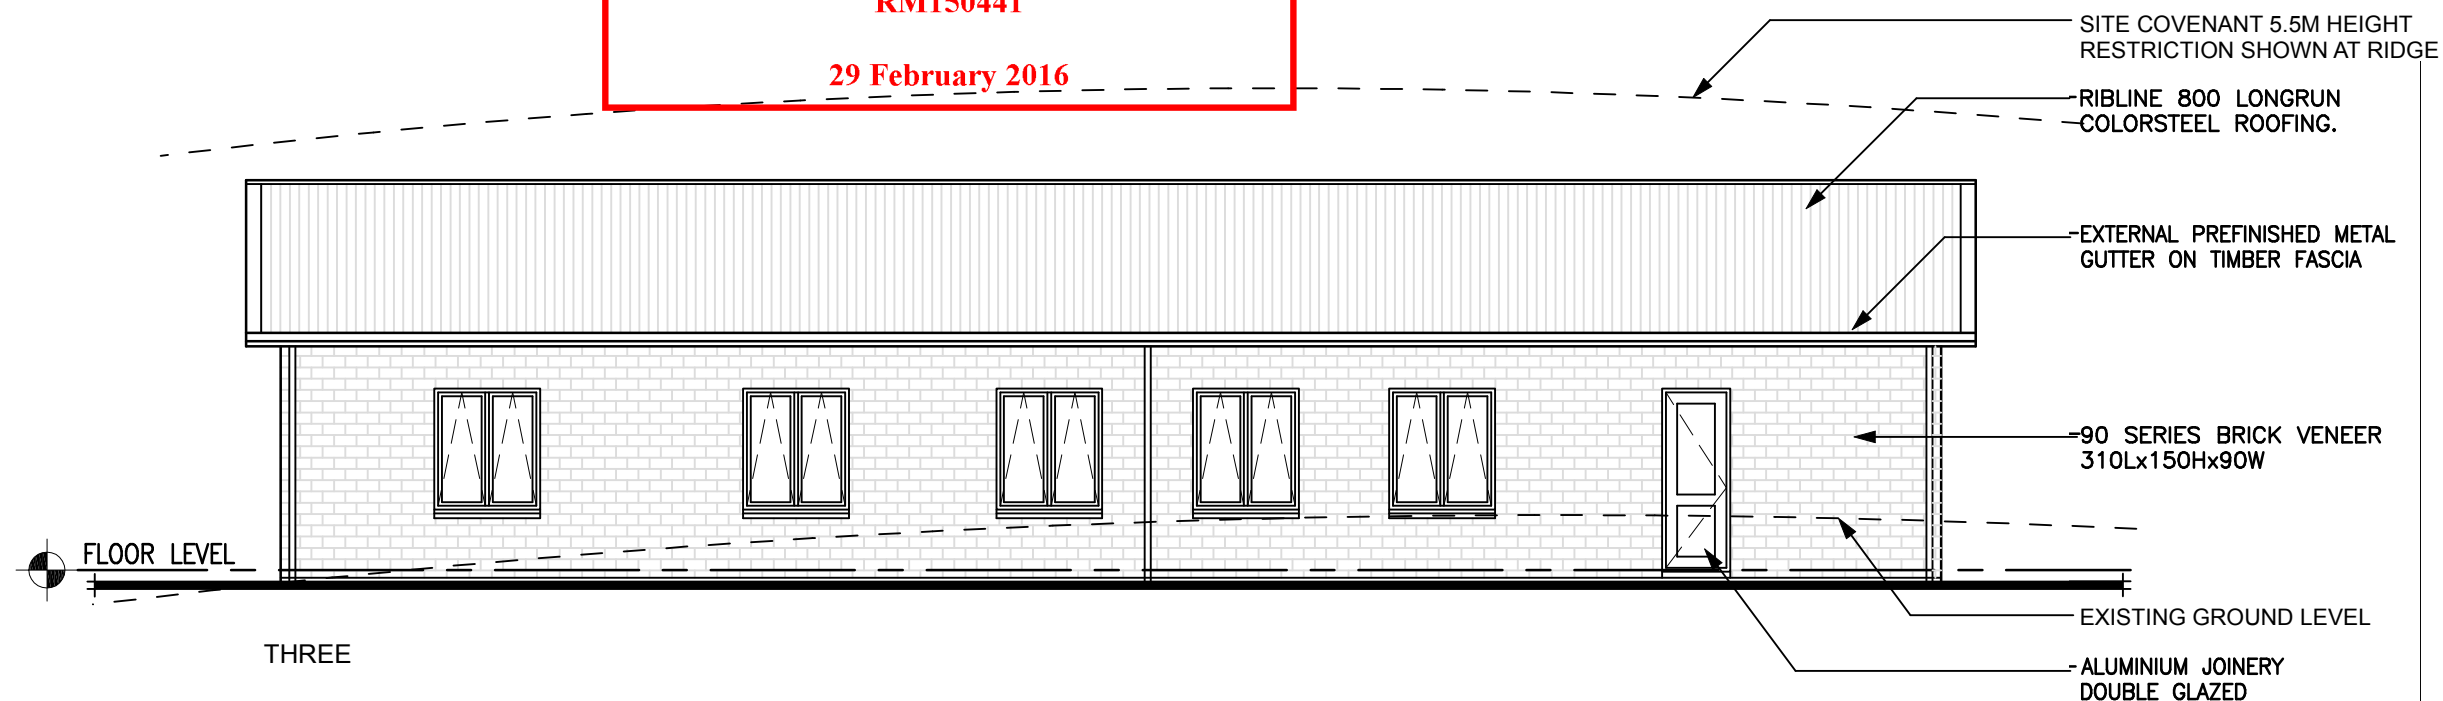 RM150441
29 February 2016
SITE COVENANT 5.5M HEIGHT
RESTRICTION SHOWN AT RIDGE
RIBLINE 800 LONGRUN
COLORSTEEL ROOFING.
EXTERNAL PREFINISHED METAL
GUTTER ON TIMBER FASCIA
90 SERIES BRICK VENEER
310Lx150Hx90W
FLOOR LEVEL
EXISTING GROUND LEVEL
THREE
ALUMINIUM JOINERY
DOUBLE GLAZED